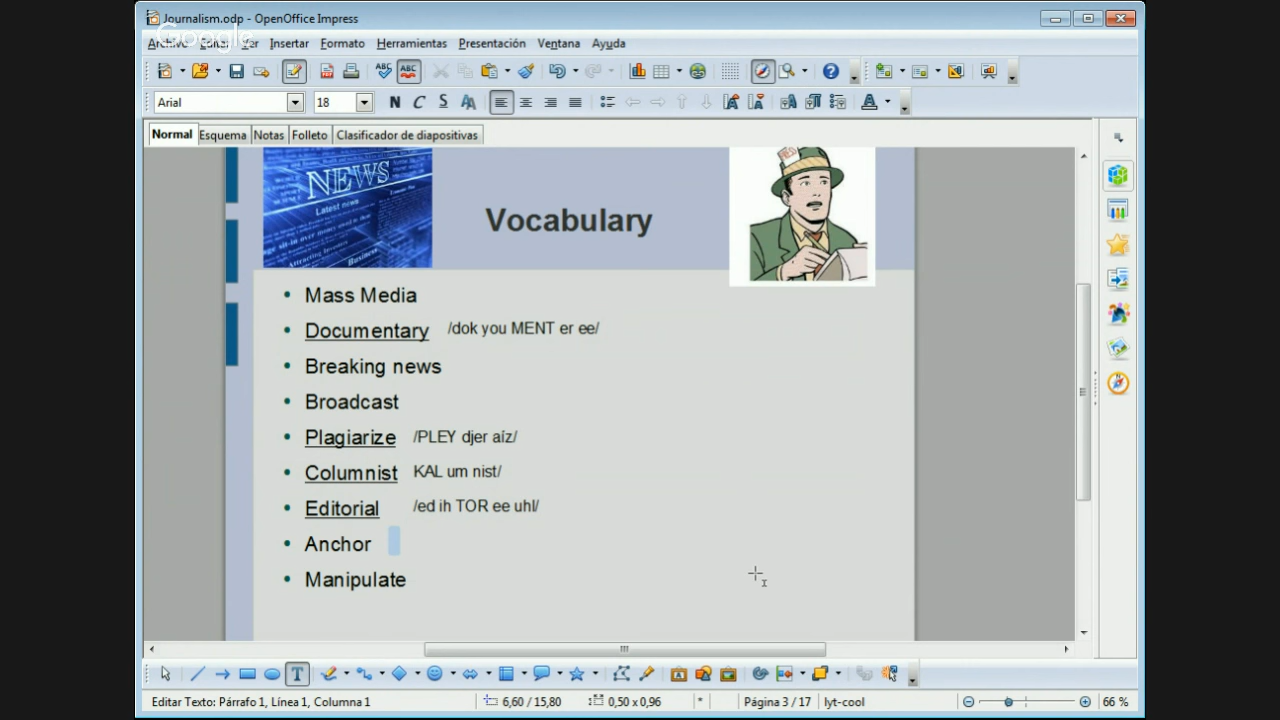 Journalism.odp - OpenOffice Impress
Google
Archivo Editar Ver Insertar Formato Herramientas Presentación Ventana Ayuda
ABC ABC
Arial 18 N C S
Normal Esquema Notas Folleto Clasificador de diapositivas
NEWS
Latest news
Business
Vocabulary
• Mass Media
• Documentary /dok you MENT er ee/
• Breaking news
• Broadcast
• Plagiarize /PLEY djer aíz/
• Columnist KAL um nist/
• Editorial /ed ih TOR ee uhl/
• Anchor
• Manipulate
Editar Texto: Párrafo 1, Línea 1, Columna 1 6,60 / 15,80 0,50 x 0,96 * Página 3 / 17 lyt-cool 66 %